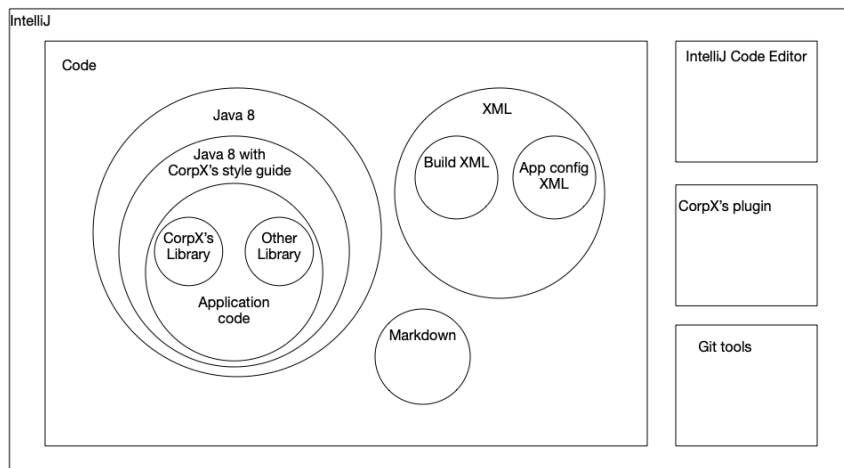 IntelliJ
Code
Java 8
Java 8 with
CorpX's style guide
CorpX's
Library
Other
Library
Application
code
XML
Build XML
App config
XML
Markdown
IntelliJ Code Editor
CorpX's plugin
Git tools